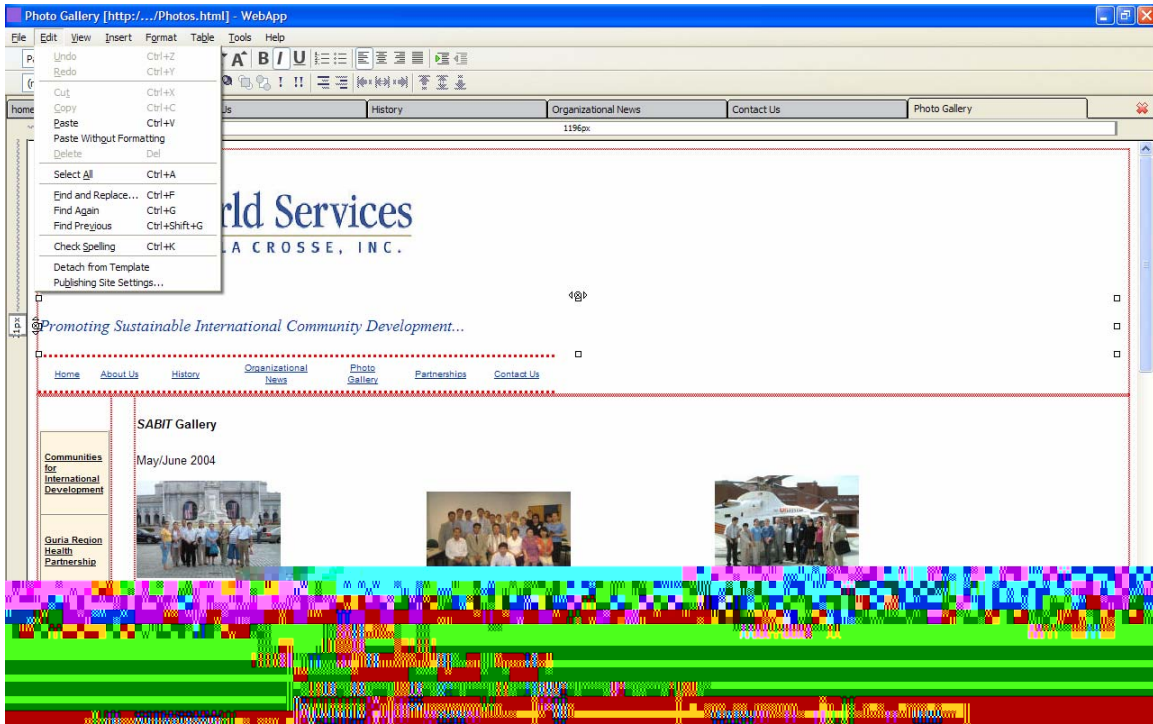 Photo Gallery [http:/.../Photos.html] - WebApp
File Edit View Insert Format Table Tools Help
Undo Ctrl+Z
Redo Ctrl+Y
Cut Ctrl+X
Copy Ctrl+C
Paste Ctrl+V
Paste Without Formatting
Delete Del
Select All Ctrl+A
Find and Replace... Ctrl+F
Find Again Ctrl+G
Find Previous Ctrl+Shift+G
Check Spelling Ctrl+K
Detach from Template
Publishing Site Settings...
A B I U
home Us History Organizational News Contact Us Photo Gallery
1196px
rld Services
LA CROSSE, INC.
1px
Promoting Sustainable International Community Development...
Home About Us History Organizational News Photo Gallery Partnerships Contact Us
SABIT Gallery
May/June 2004
Communities
for
International
Development
Guria Region
Health
Partnership